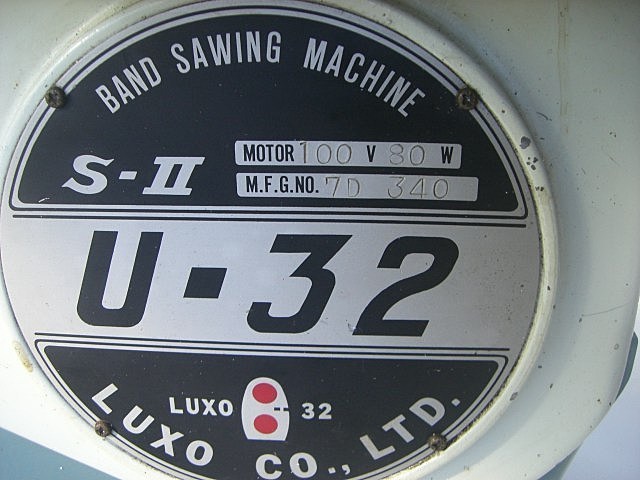 BAND SAWING MACHINE
S-II
MOTOR 100 V 80 W
M.F.G.NO. 7D 340
U-32
LUXO 32
LUXO CO., LTD.